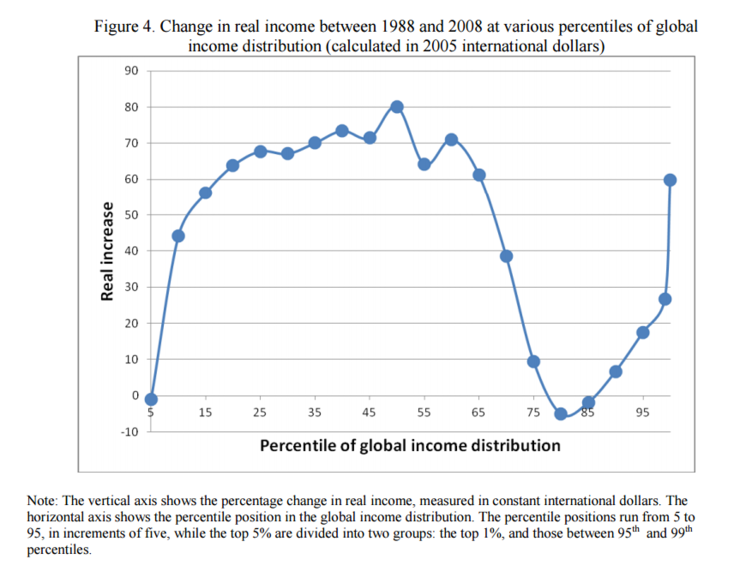 Figure 4. Change in real income between 1988 and 2008 at various percentiles of global
income distribution (calculated in 2005 international dollars)
90
80
70
60
50
40
30
20
10
0
-10
Real increase
5
15
25
35
45
55
65
75
85
95
Percentile of global income distribution
Note: The vertical axis shows the percentage change in real income, measured in constant international dollars. The
horizontal axis shows the percentile position in the global income distribution. The percentile positions run from 5 to
95, in increments of five, while the top 5% are divided into two groups: the top 1%, and those between 95th and 99th
percentiles.